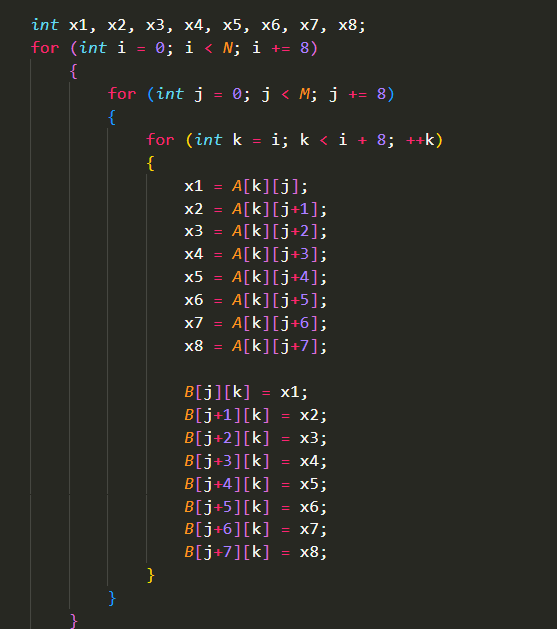 int x1, x2, x3, x4, x5, x6, x7, x8;
for (int i = 0; i < N; i += 8)
{
for (int j = 0; j < M; j += 8)
{
for (int k = i; k < i + 8; ++k)
{
x1 = A[k][j];
x2 = A[k][j+1];
x3 = A[k][j+2];
x4 = A[k][j+3];
x5 = A[k][j+4];
x6 = A[k][j+5];
x7 = A[k][j+6];
x8 = A[k][j+7];
B[j][k] = x1;
B[j+1][k] = x2;
B[j+2][k] = x3;
B[j+3][k] = x4;
B[j+4][k] = x5;
B[j+5][k] = x6;
B[j+6][k] = x7;
B[j+7][k] = x8;
}
}
}